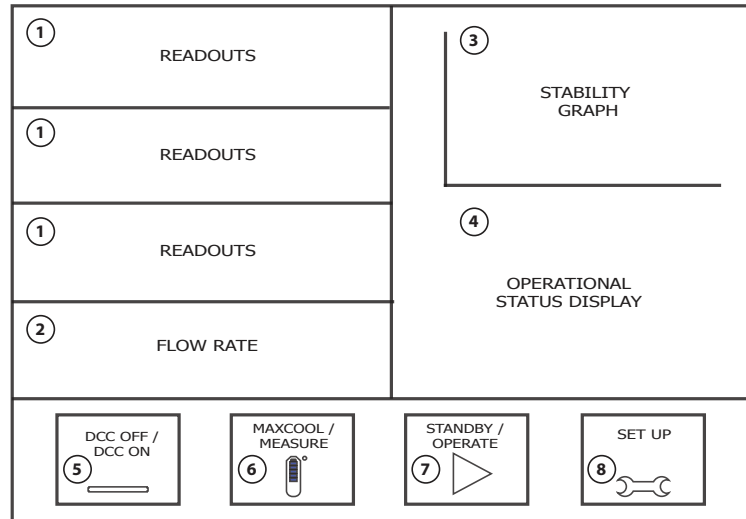 1
READOUTS
1
READOUTS
1
READOUTS
2
FLOW RATE
3
STABILITY
GRAPH
4
OPERATIONAL
STATUS DISPLAY
DCC OFF /
DCC ON
5
MAXCOOL /
MEASURE
6
STANDBY /
OPERATE
7
SET UP
8